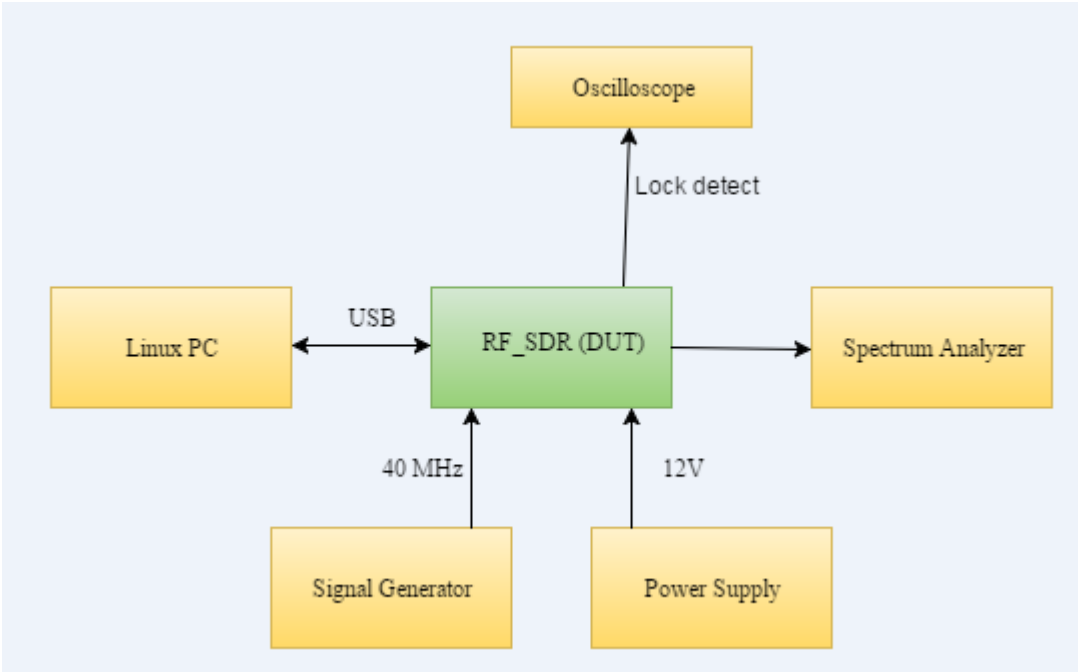 Oscilloscope
Lock detect
USB
Linux PC
RF_SDR (DUT)
Spectrum Analyzer
40 MHz
12V
Signal Generator
Power Supply